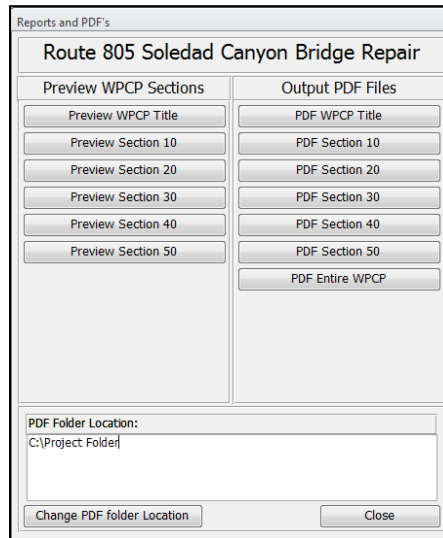 Reports and PDF's
Route 805 Soledad Canyon Bridge Repair
Preview WPCP Sections
Preview WPCP Title
Preview Section 10
Preview Section 20
Preview Section 30
Preview Section 40
Preview Section 50
Output PDF Files
PDF WPCP Title
PDF Section 10
PDF Section 20
PDF Section 30
PDF Section 40
PDF Section 50
PDF Entire WPCP
PDF Folder Location:
C:\Project Folder
Change PDF folder Location
Close